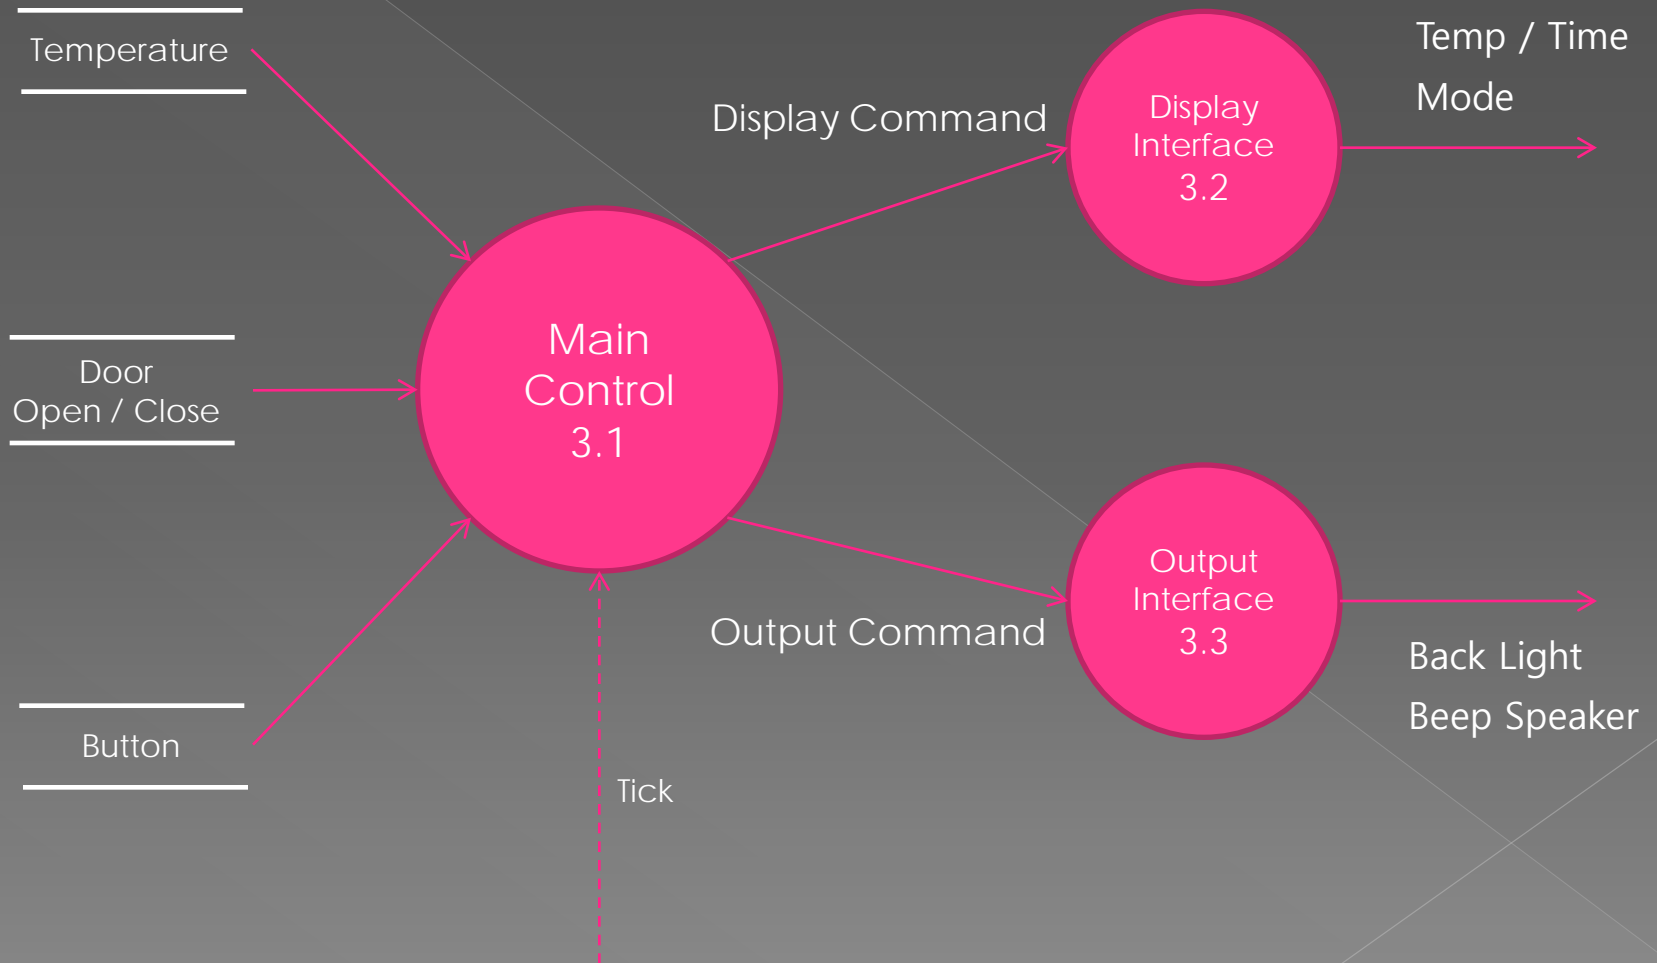 Temperature
Door
Open / Close
Button
Main
Control
3.1
Tick
Display Command
Output Command
Display
Interface
3.2
Output
Interface
3.3
Temp / Time
Mode
Back Light
Beep Speaker